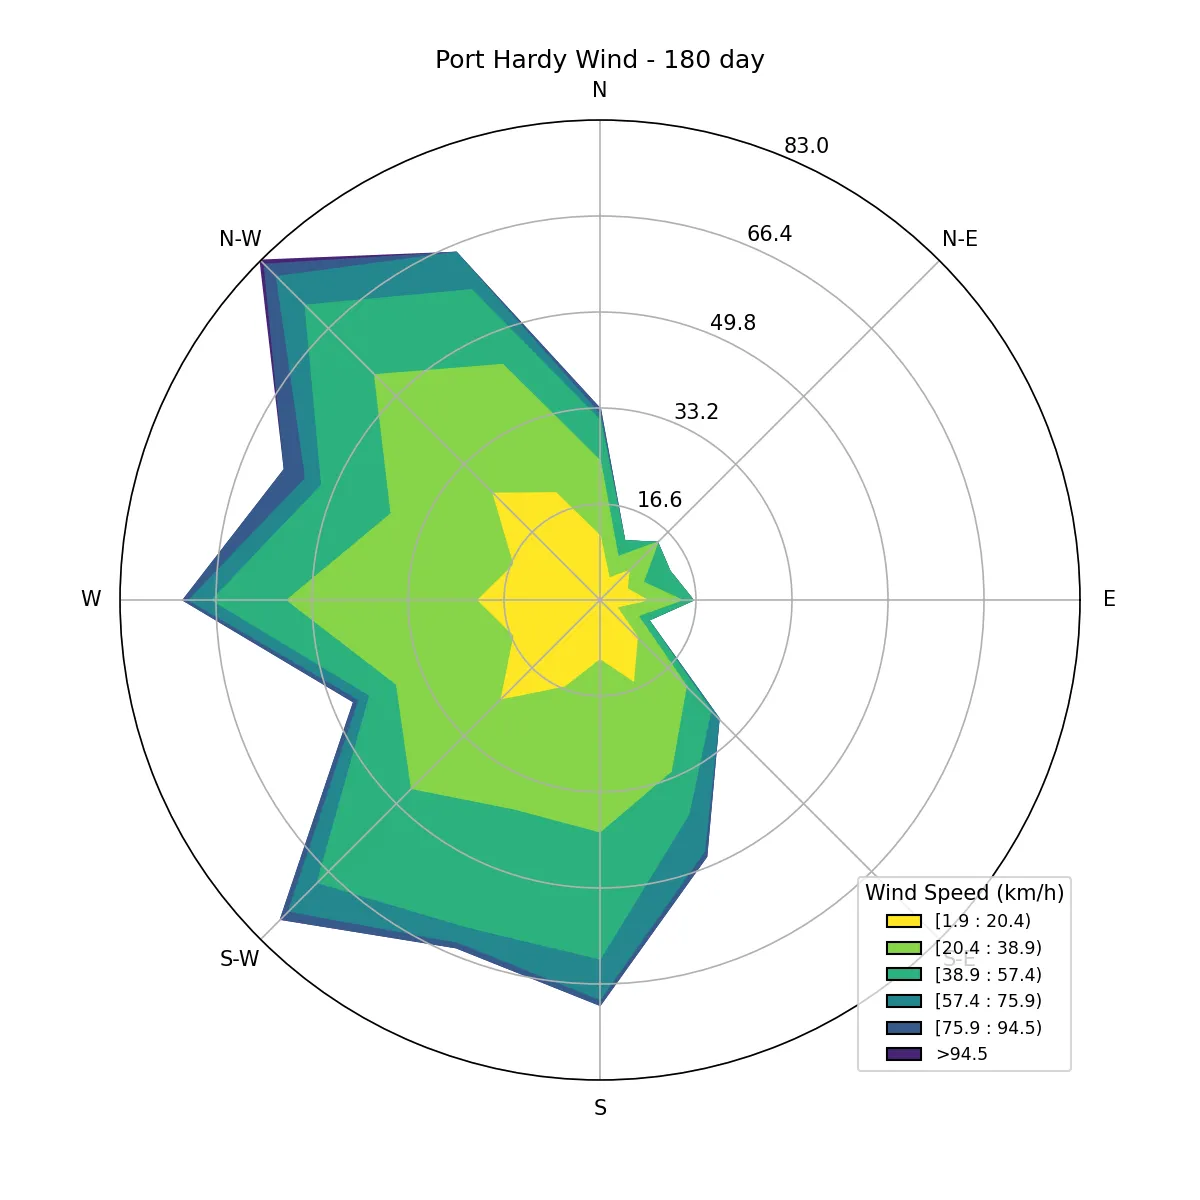 Port Hardy Wind - 180 day
N
83.0
66.4
N-W
N-E
49.8
33.2
16.6
W
E
Wind Speed (km/h)
[1.9 : 20.4)
[20.4 : 38.9)
S-W
S-E
[38.9 : 57.4)
[57.4 : 75.9)
[75.9 : 94.5)
>94.5
S